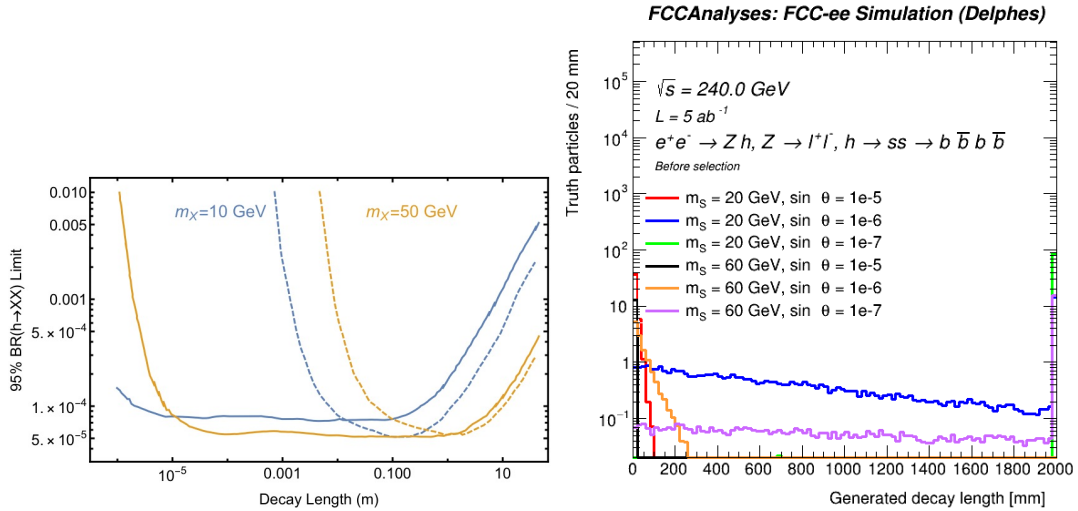 0.010
0.005
0.001
5. × 10⁻⁴
1. × 10⁻⁴
5. × 10⁻⁵
95% BR(h→XX) Limit
m_X=10 GeV
m_X=50 GeV
10⁻⁵
0.001
0.100
10
Decay Length (m)
FCCAnalyses: FCC-ee Simulation (Delphes)
Truth particles / 20 mm
10⁵
10⁴
10³
10²
10
1
10⁻¹
√s = 240.0 GeV
L = 5 ab⁻¹
e⁺e⁻ → Z h, Z → l⁺l⁻, h → ss → b b̅ b b̅
Before selection
m_S = 20 GeV, sin θ = 1e-5
m_S = 20 GeV, sin θ = 1e-6
m_S = 20 GeV, sin θ = 1e-7
m_S = 60 GeV, sin θ = 1e-5
m_S = 60 GeV, sin θ = 1e-6
m_S = 60 GeV, sin θ = 1e-7
0 200 400 600 800 1000 1200 1400 1600 1800 2000
Generated decay length [mm]